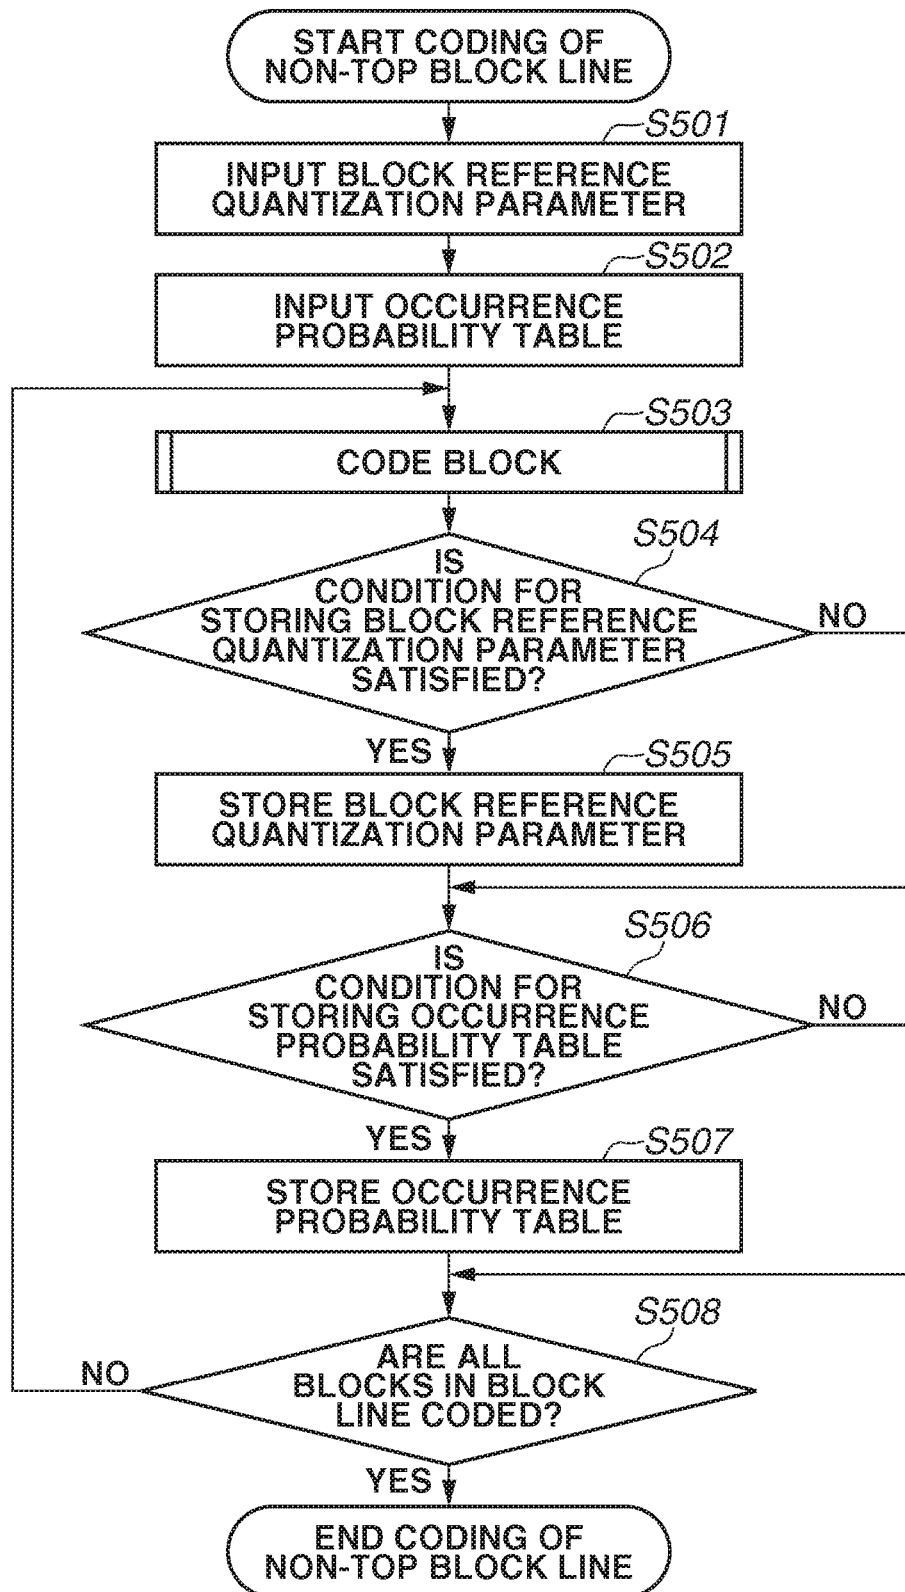 START CODING OF
NON-TOP BLOCK LINE
S501
INPUT BLOCK REFERENCE
QUANTIZATION PARAMETER
S502
INPUT OCCURRENCE
PROBABILITY TABLE
S503
CODE BLOCK
S504
IS
CONDITION FOR
STORING BLOCK REFERENCE
QUANTIZATION PARAMETER
SATISFIED?
NO
YES
S505
STORE BLOCK REFERENCE
QUANTIZATION PARAMETER
S506
IS
CONDITION FOR
STORING OCCURRENCE
PROBABILITY TABLE
SATISFIED?
NO
YES
S507
STORE OCCURRENCE
PROBABILITY TABLE
S508
ARE ALL
BLOCKS IN BLOCK
LINE CODED?
NO
YES
END CODING OF
NON-TOP BLOCK LINE